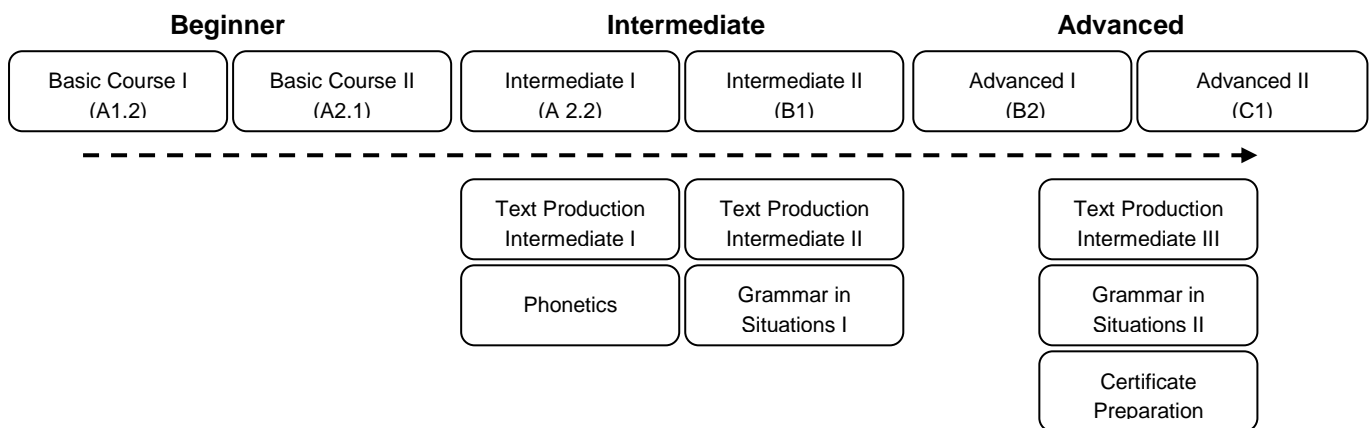 Beginner
Intermediate
Advanced
Basic Course I
(A1.2)
Basic Course II
(A2.1)
Intermediate I
(A 2.2)
Intermediate II
(B1)
Advanced I
(B2)
Advanced II
(C1)
Text Production
Intermediate I
Text Production
Intermediate II
Text Production
Intermediate III
Phonetics
Grammar in
Situations I
Grammar in
Situations II
Certificate
Preparation